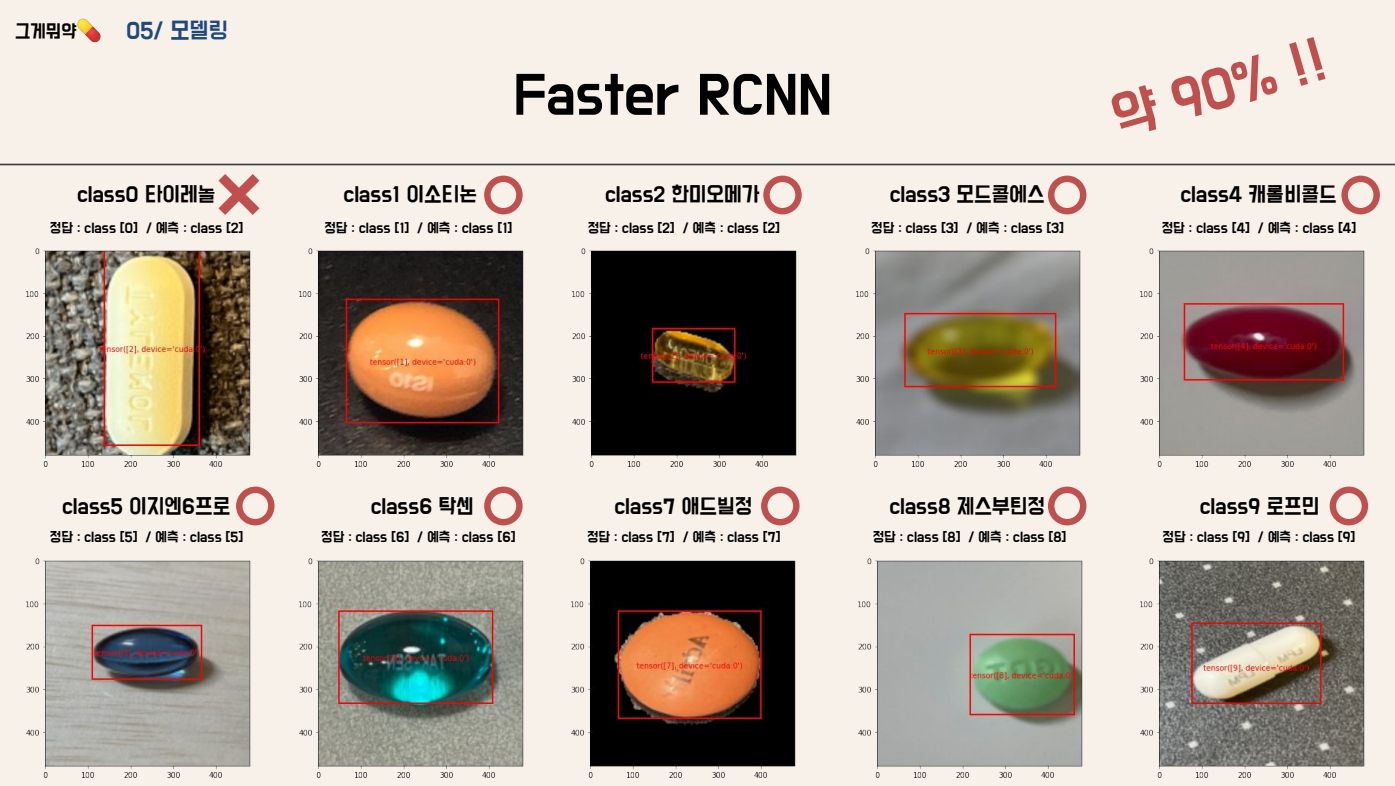 그게뭐약 05/ 모델링
Faster RCNN
약 90% !!
class0 타이레놀
정답 : class [0] / 예측 : class [2]
class1 이소티논
정답 : class [1] / 예측 : class [1]
class2 한미오메가
정답 : class [2] / 예측 : class [2]
class3 모드콜에스
정답 : class [3] / 예측 : class [3]
class4 캐롤비콜드
정답 : class [4] / 예측 : class [4]
0
100
200
300
400
0 100 200 300 400
tensor([2], device='cuda:0')
TYLENOL
0
100
200
300
400
0 100 200 300 400
tensor([1], device='cuda:0')
0
100
200
300
400
0 100 200 300 400
0
100
200
300
400
0 100 200 300 400
tensor([3], device='cuda:0')
0
100
200
300
400
0 100 200 300 400
tensor([4], device='cuda:0')
class5 이지엔6프로
정답 : class [5] / 예측 : class [5]
class6 탁센
정답 : class [6] / 예측 : class [6]
class7 애드빌정
정답 : class [7] / 예측 : class [7]
class8 제스부틴정
정답 : class [8] / 예측 : class [8]
class9 로프민
정답 : class [9] / 예측 : class [9]
0
100
200
300
400
0 100 200 300 400
tensor([5], device='cuda:0')
0
100
200
300
400
0 100 200 300 400
tensor([6], device='cuda:0')
0
100
200
300
400
0 100 200 300 400
tensor([7], device='cuda:0')
Advil
0
100
200
300
400
0 100 200 300 400
tensor([8], device='cuda:0
0
100
200
300
400
0 100 200 300 400
tensor([9], device='cuda:0')
LPM